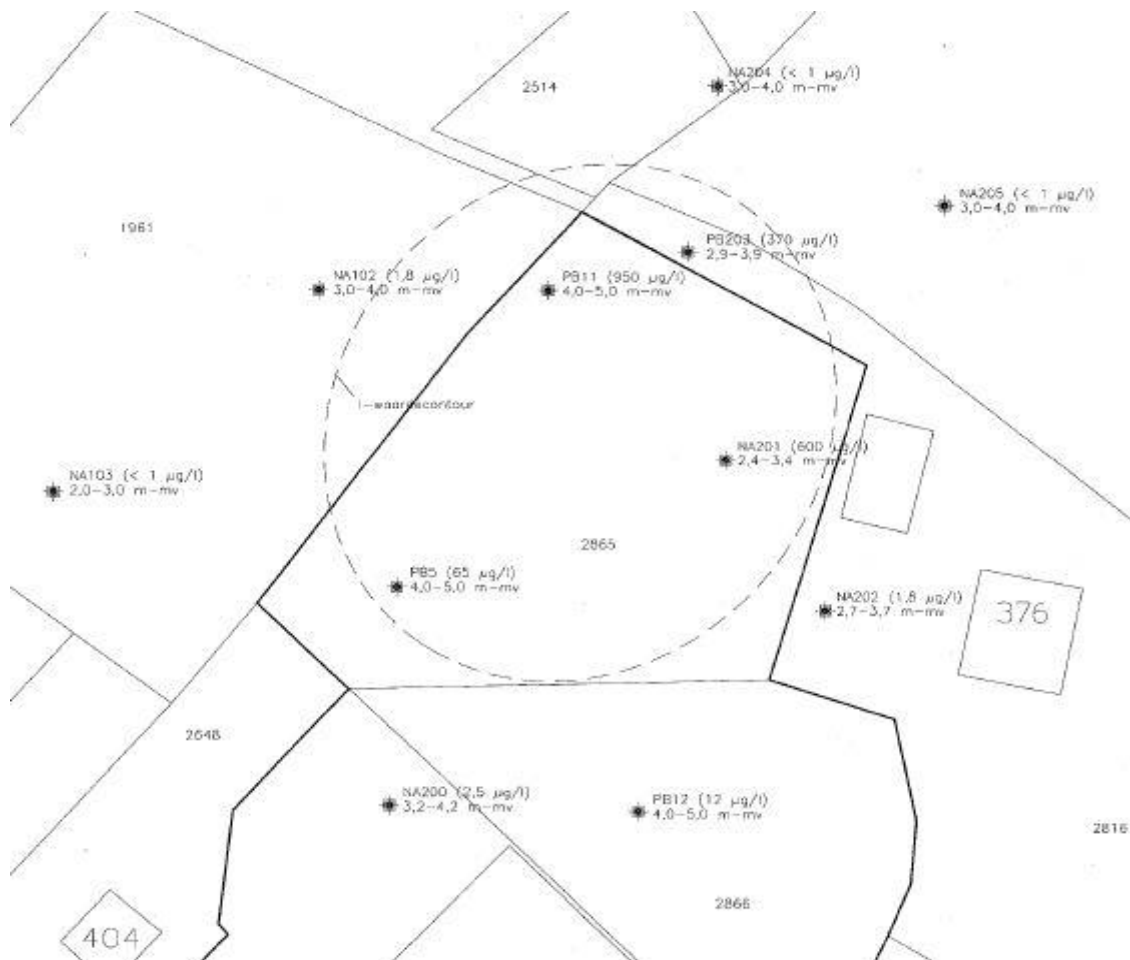 NA204 (< 1 µg/l)
3,0-4,0 m-mv
2514
NA205 (< 1 µg/l)
3,0-4,0 m-mv
1961
PB203 (370 µg/l)
2,9-3,9 m-mv
NA102 (1,8 µg/l)
3,0-4,0 m-mv
PB11 (950 µg/l)
4,0-5,0 m-mv
I-waardecontour
NA201 (600 µg/l)
2,4-3,4 m-mv
NA103 (< 1 µg/l)
2,0-3,0 m-mv
2865
PB5 (65 µg/l)
4,0-5,0 m-mv
NA202 (1,8 µg/l)
2,7-3,7 m-mv
376
2648
NA200 (2,5 µg/l)
3,2-4,2 m-mv
PB12 (12 µg/l)
4,0-5,0 m-mv
2816
2866
404